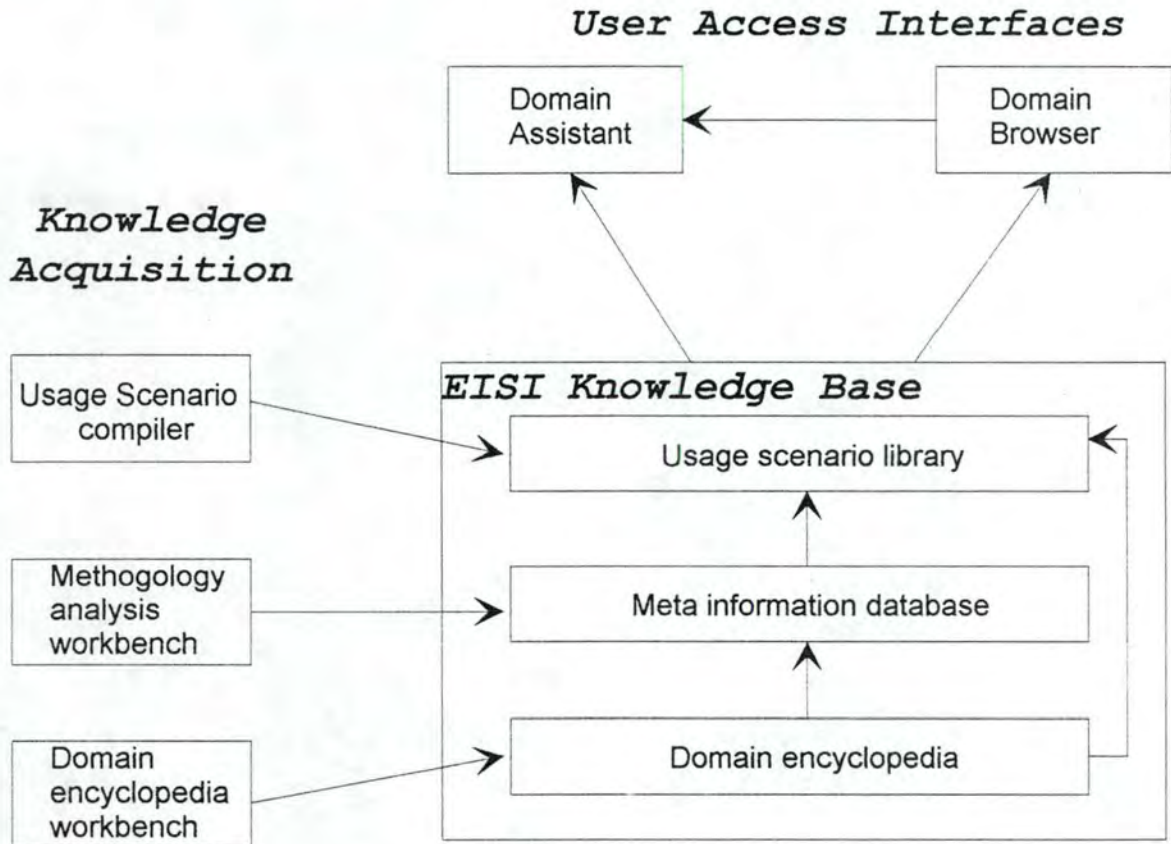 User Access Interfaces
Domain
Assistant
Domain
Browser
Knowledge
Acquisition
Usage Scenario
compiler
Methogology
analysis
workbench
Domain
encyclopedia
workbench
EISI Knowledge Base
Usage scenario library
Meta information database
Domain encyclopedia